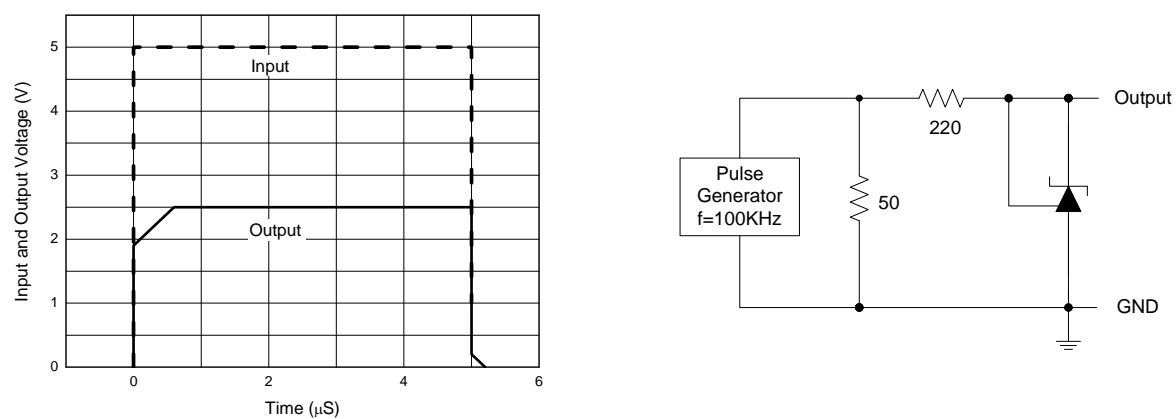 Input and Output Voltage (V)
5
4
3
2
1
0
Input
Output
0
2
4
6
Time (μS)
Pulse
Generator
f=100KHz
50
220
Output
GND